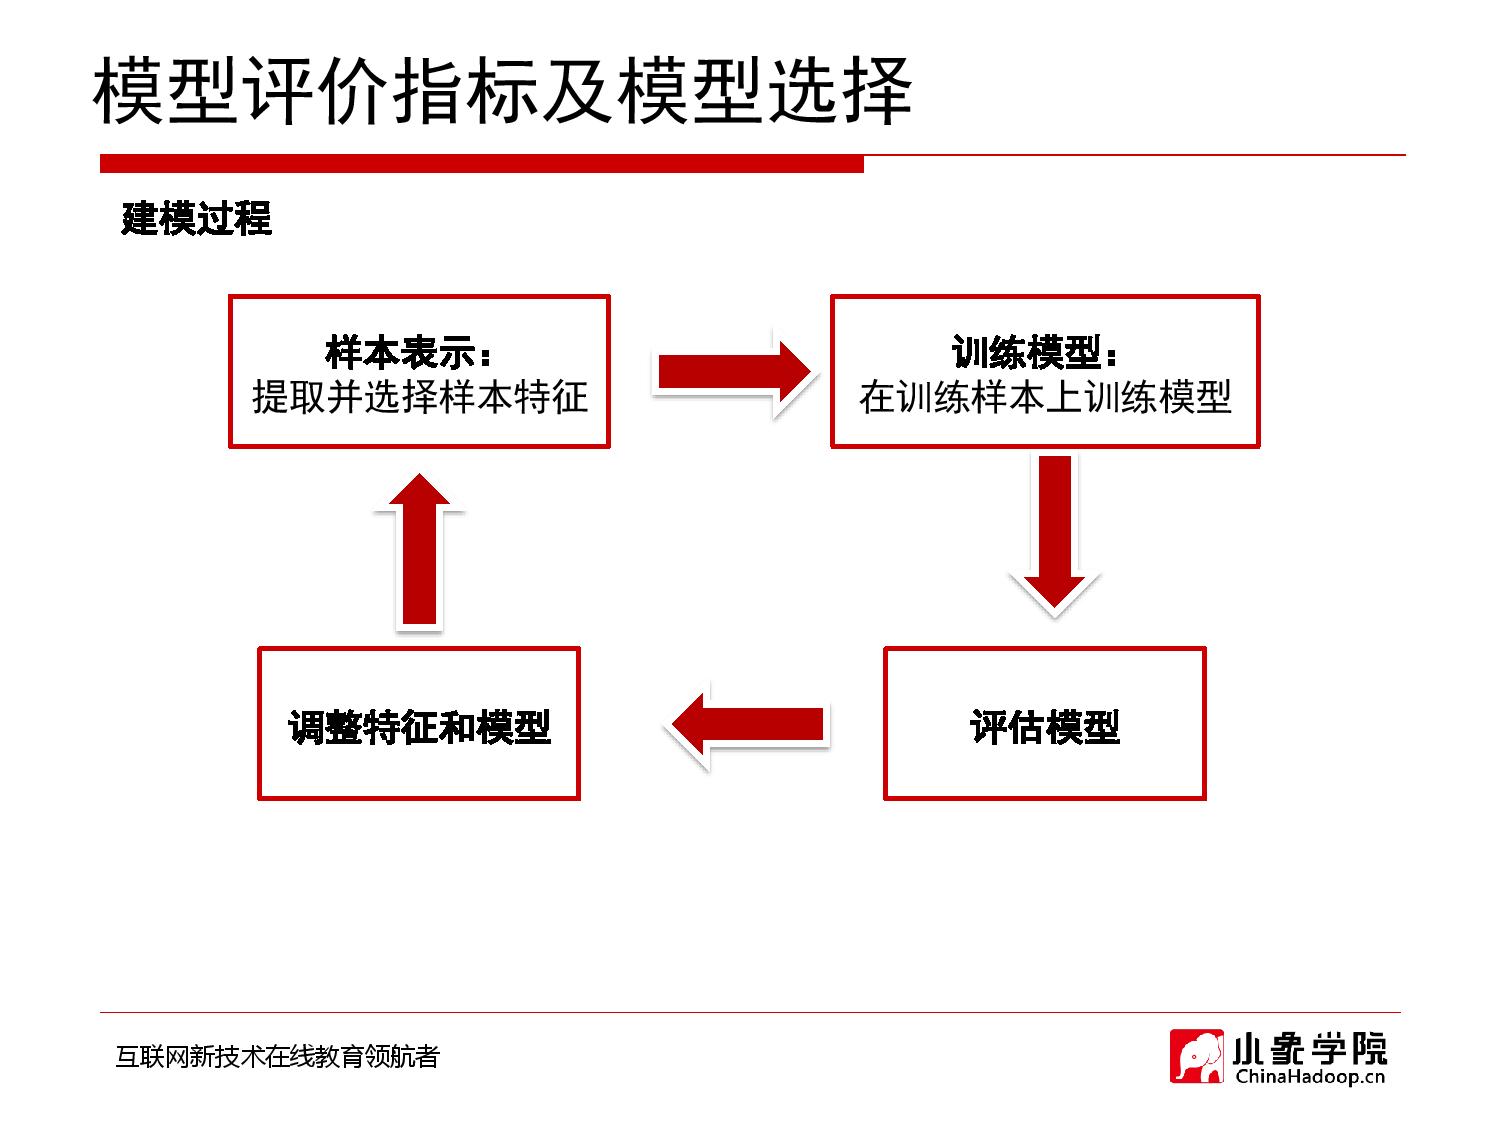 模型评价指标及模型选择
建模过程
样本表示：
提取并选择样本特征
训练模型：
在训练样本上训练模型
调整特征和模型
评估模型
互联网新技术在线教育领航者
小象学院
ChinaHadoop.cn